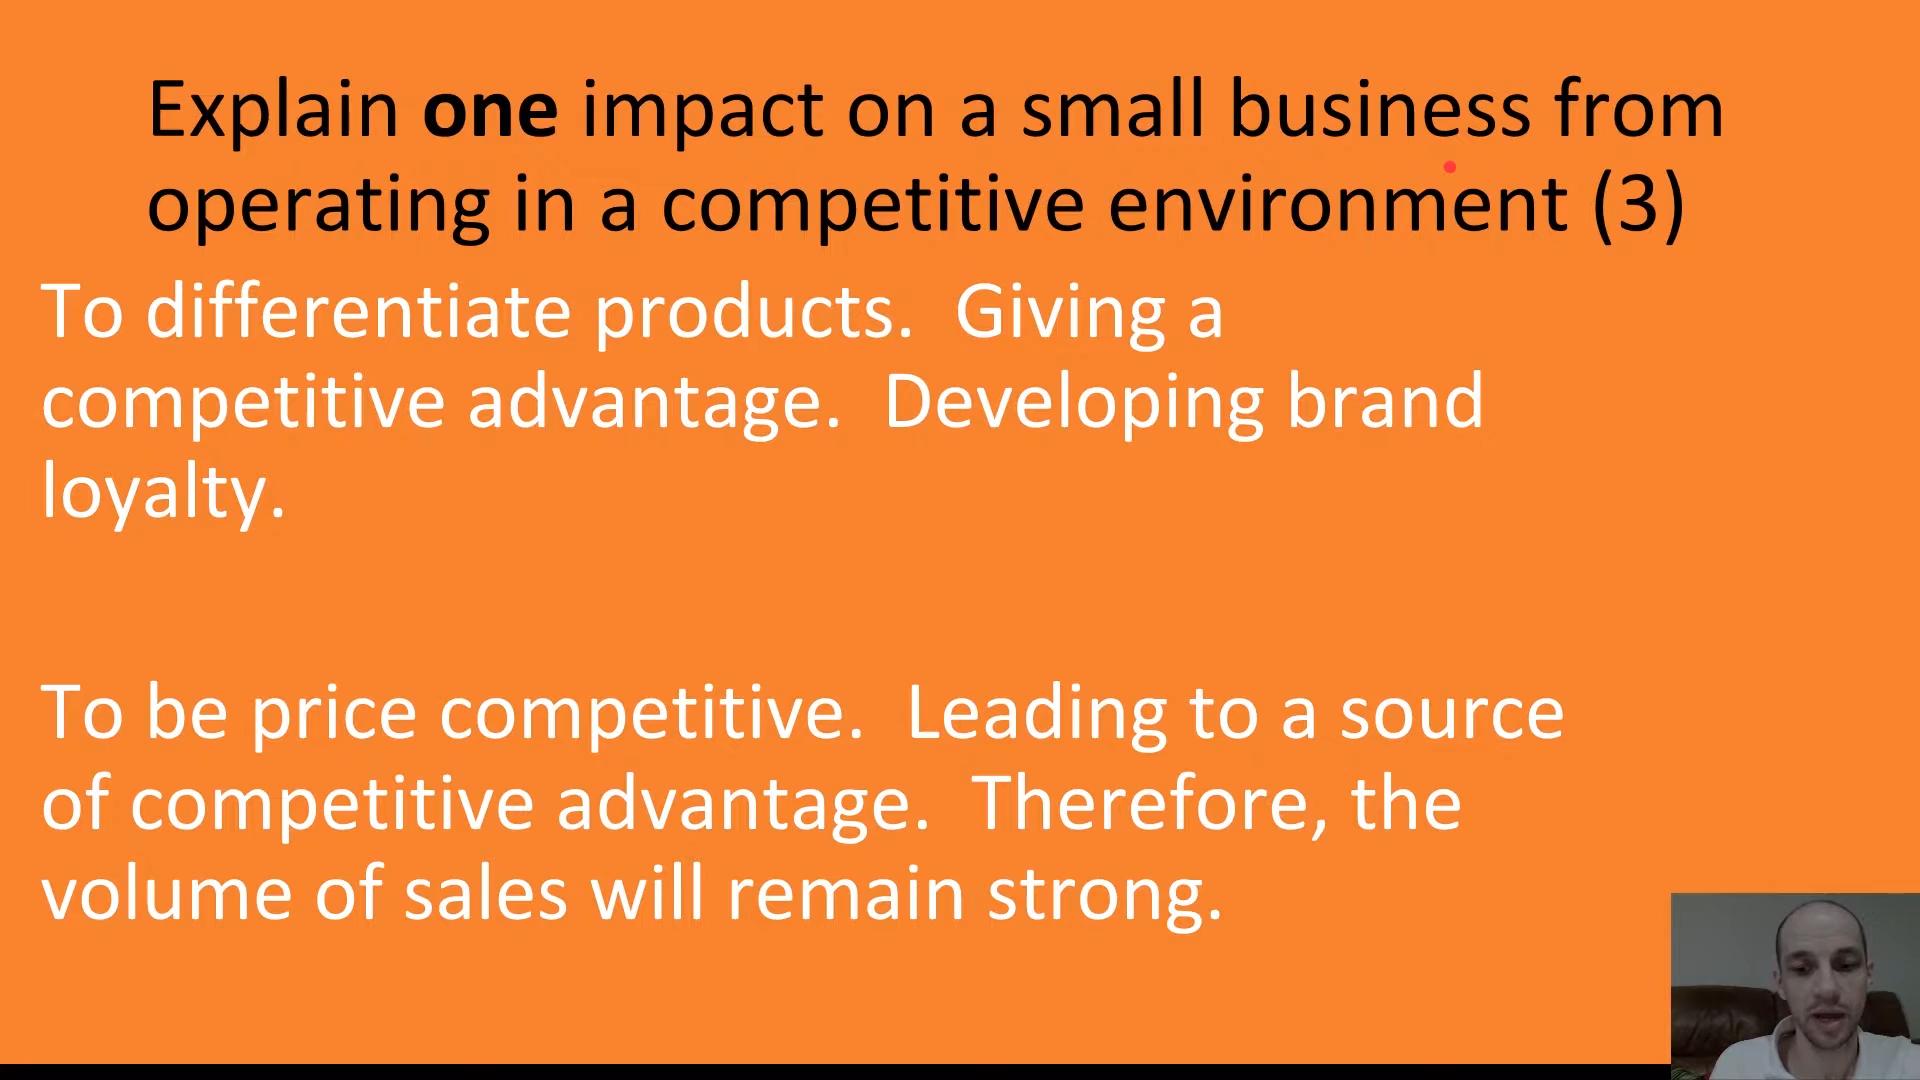 Explain one impact on a small business from
operating in a competitive environment (3)
To differentiate products.  Giving a
competitive advantage.  Developing brand
loyalty.
To be price competitive.  Leading to a source
of competitive advantage.  Therefore, the
volume of sales will remain strong.